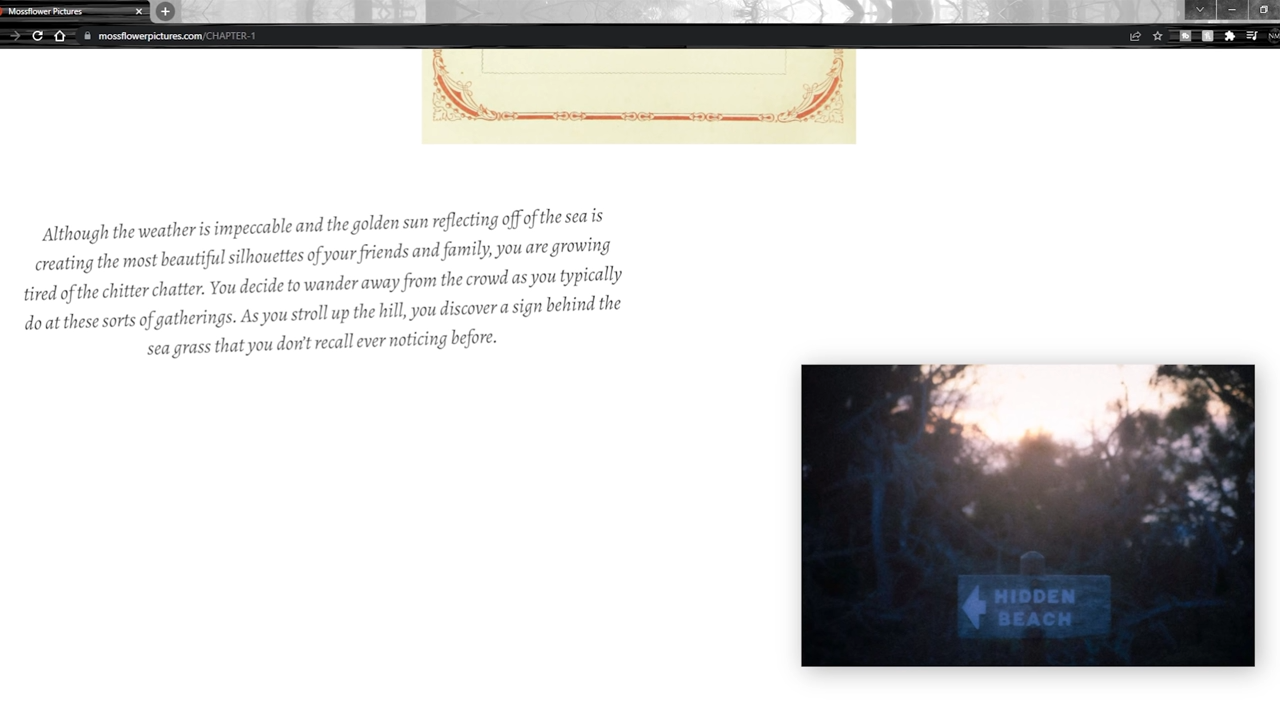 Mossflower Pictures
mossflowerpictures.com/CHAPTER-1
NM
Although the weather is impeccable and the golden sun reflecting off of the sea is
creating the most beautiful silhouettes of your friends and family, you are growing
tired of the chitter chatter. You decide to wander away from the crowd as you typically
do at these sorts of gatherings. As you stroll up the hill, you discover a sign behind the
sea grass that you don't recall ever noticing before.
HIDDEN
BEACH